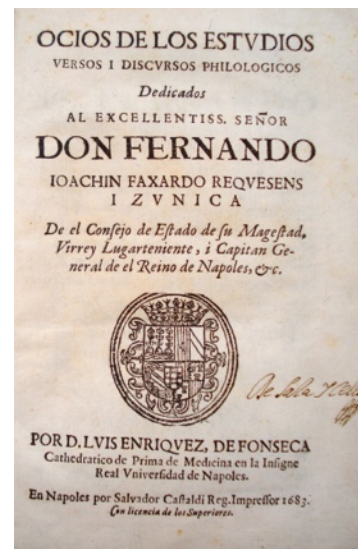 OCIOS DE LOS ESTVDIOS
VERSOS I DISCVRSOS PHILOLOGICOS
Dedicados
AL EXCELLENTISS. SEÑOR
DON FERNANDO
IOACHIN FAXARDO REQVESENS
I ZVNICA
De el Conſejo de Eſtado de ſu Mageſtad,
Virrey Lugarteniente, i Capitan Ge-
neral de el Reino de Napoles, &c.
De Sala
POR D. LVIS ENRIQVEZ, DE FONSECA
Cathedratico de Prima de Medicina en la Inſigne
Real Vniverſidad de Napoles.
En Napoles por Salvador Caſtaldi Reg. Impreſſor 1683.
Con licencia de los Superiores.